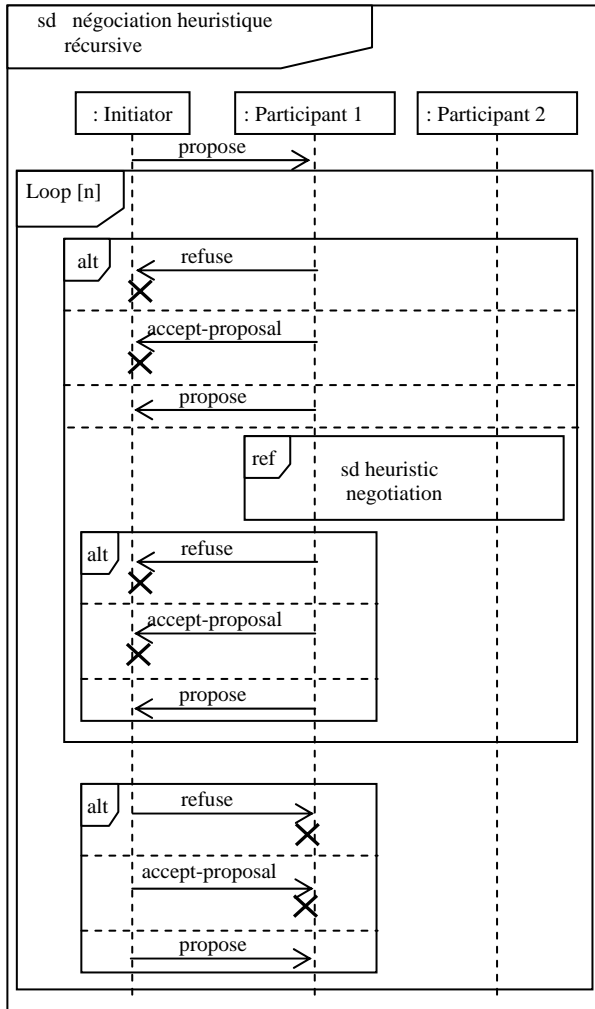 sd négociation heuristique
récursive
: Initiator
: Participant 1
: Participant 2
propose
Loop [n]
alt
refuse
accept-proposal
propose
ref
sd heuristic
negotiation
alt
refuse
accept-proposal
propose
alt
refuse
accept-proposal
propose